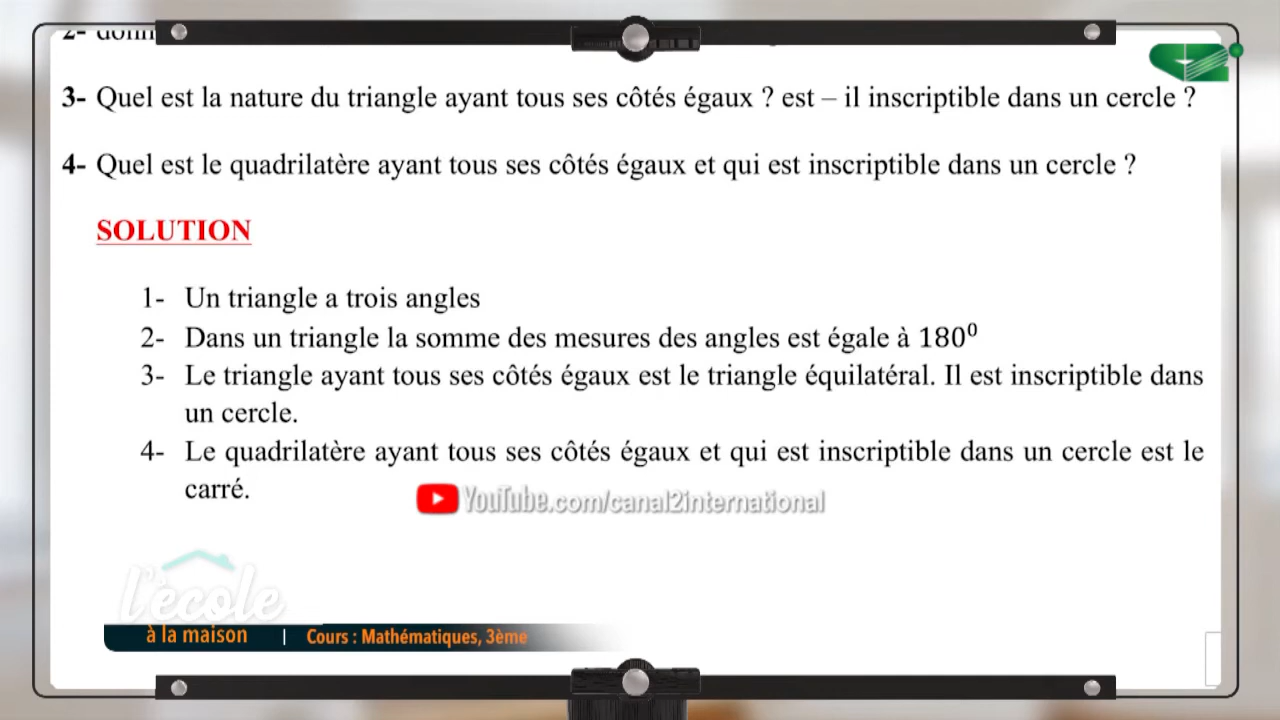 3- Quel est la nature du triangle ayant tous ses côtés égaux ? est – il inscriptible dans un cercle ?
4- Quel est le quadrilatère ayant tous ses côtés égaux et qui est inscriptible dans un cercle ?
SOLUTION
1- Un triangle a trois angles
2- Dans un triangle la somme des mesures des angles est égale à 180⁰
3- Le triangle ayant tous ses côtés égaux est le triangle équilatéral. Il est inscriptible dans
un cercle.
4- Le quadrilatère ayant tous ses côtés égaux et qui est inscriptible dans un cercle est le
carré.
YouTube.com/canal2international
l'école
à la maison | Cours : Mathématiques, 3ème